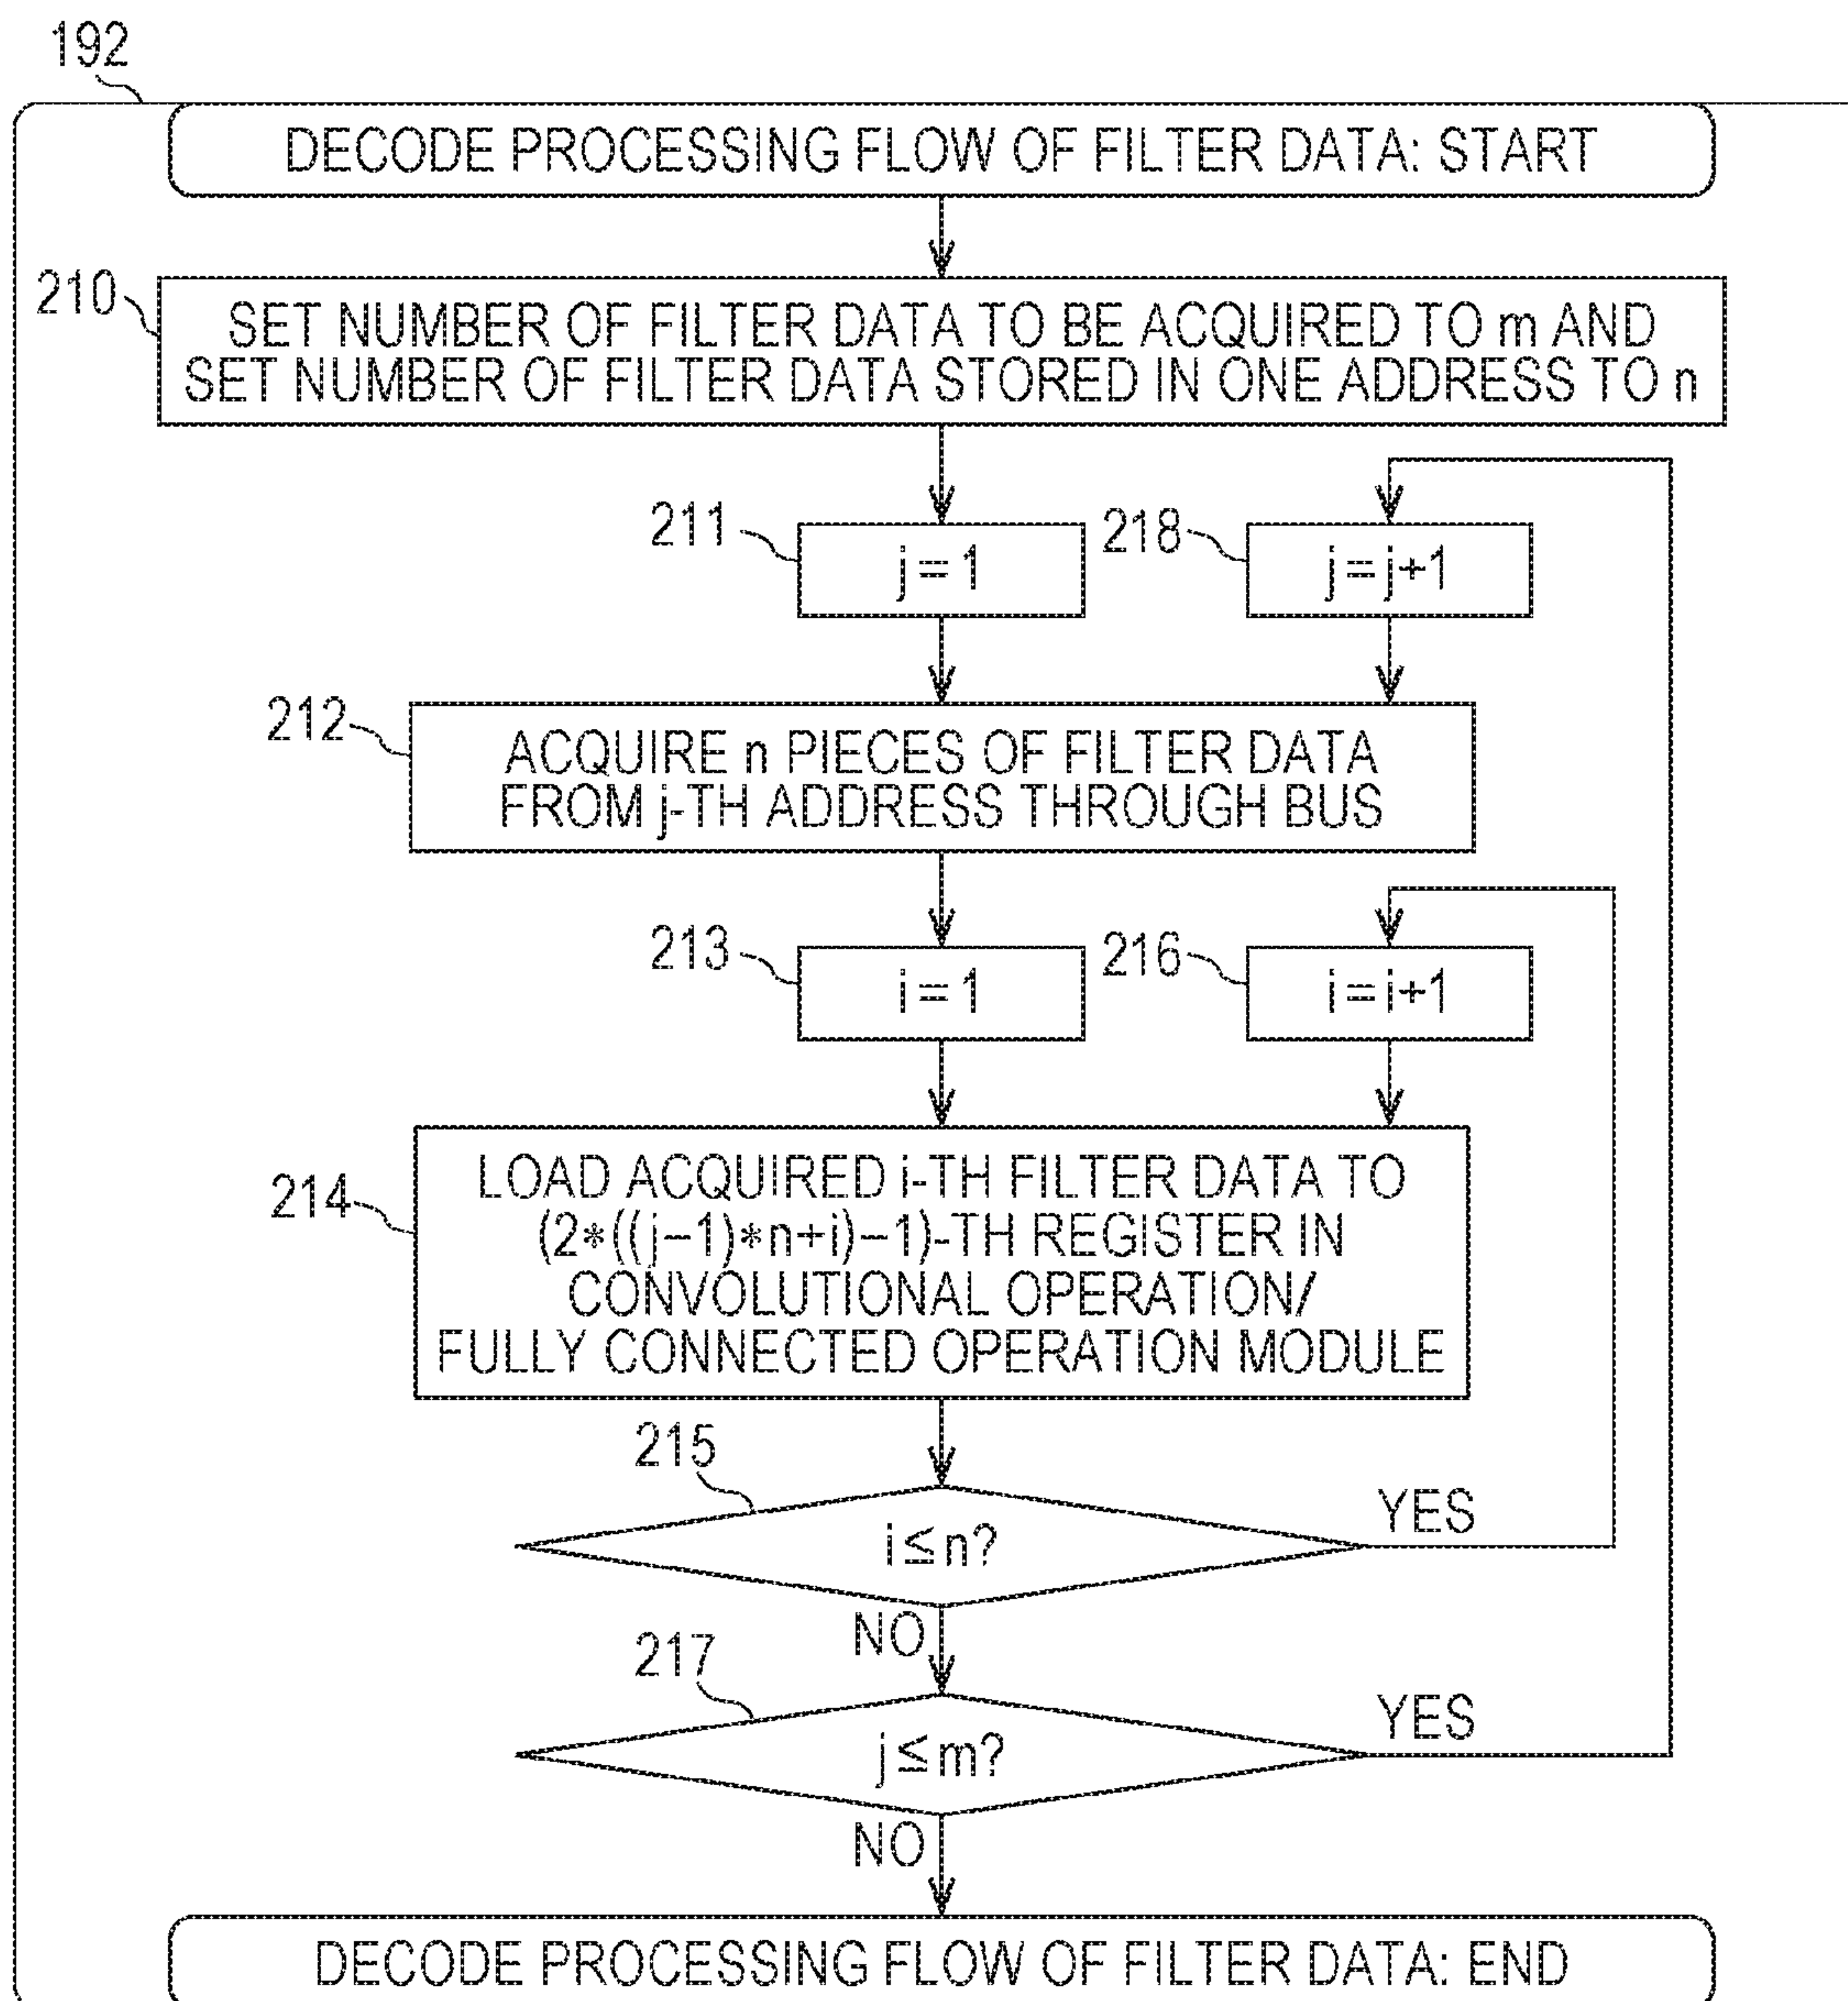 192
DECODE PROCESSING FLOW OF FILTER DATA: START
210
SET NUMBER OF FILTER DATA TO BE ACQUIRED TO m AND
SET NUMBER OF FILTER DATA STORED IN ONE ADDRESS TO n
211
j=1
218
j=j+1
212
ACQUIRE n PIECES OF FILTER DATA
FROM j-TH ADDRESS THROUGH BUS
213
i=1
216
i=i+1
214
LOAD ACQUIRED i-TH FILTER DATA TO
(2*((j-1)*n+i)-1)-TH REGISTER IN
CONVOLUTIONAL OPERATION/
FULLY CONNECTED OPERATION MODULE
215
i≤n?
YES
NO
217
j≤m?
YES
NO
DECODE PROCESSING FLOW OF FILTER DATA: END